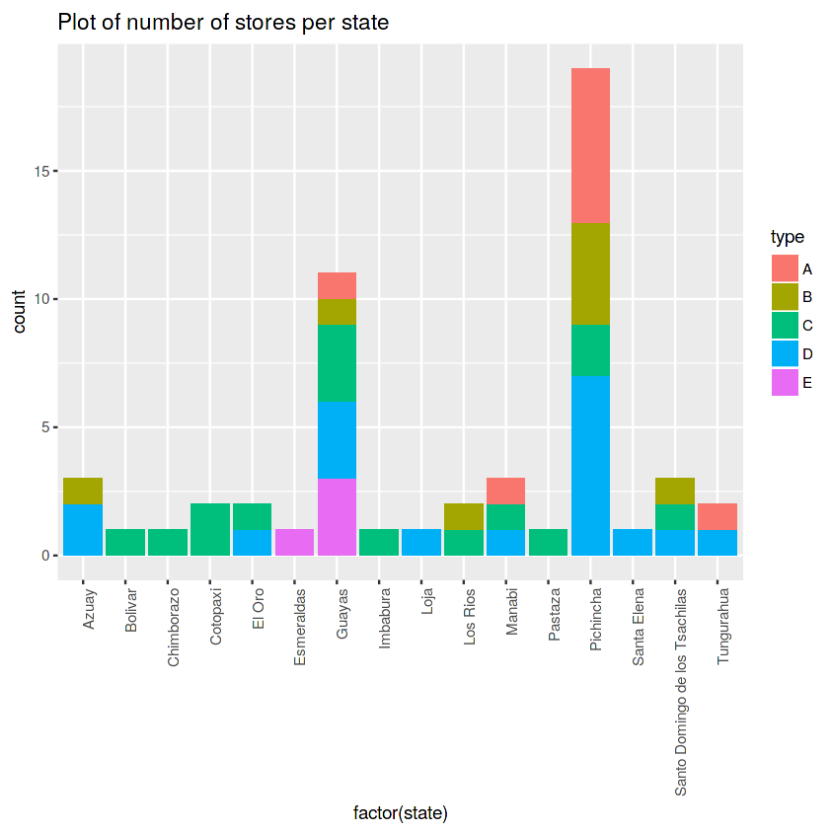 Plot of number of stores per state
count
15
10
5
0
Azuay
Bolivar
Chimborazo
Cotopaxi
El Oro
Esmeraldas
Guayas
Imbabura
Loja
Los Rios
Manabi
Pastaza
Pichincha
Santa Elena
Santo Domingo de los Tsachilas
Tungurahua
factor(state)
type
A
B
C
D
E